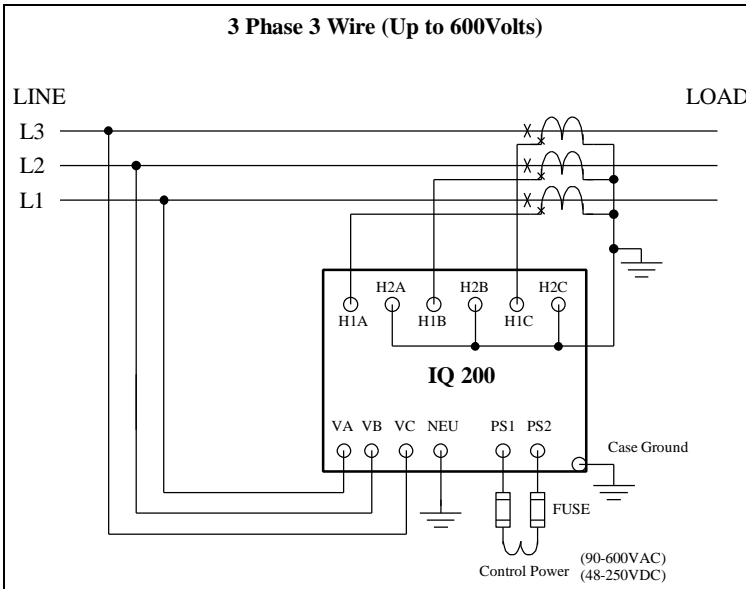 3 Phase 3 Wire (Up to 600Volts)
LINE
LOAD
L3
L2
L1
H2A
H2B
H2C
H1A
H1B
H1C
IQ 200
VA
VB
VC
NEU
PS1
PS2
Case Ground
FUSE
Control Power
(90-600VAC)
(48-250VDC)